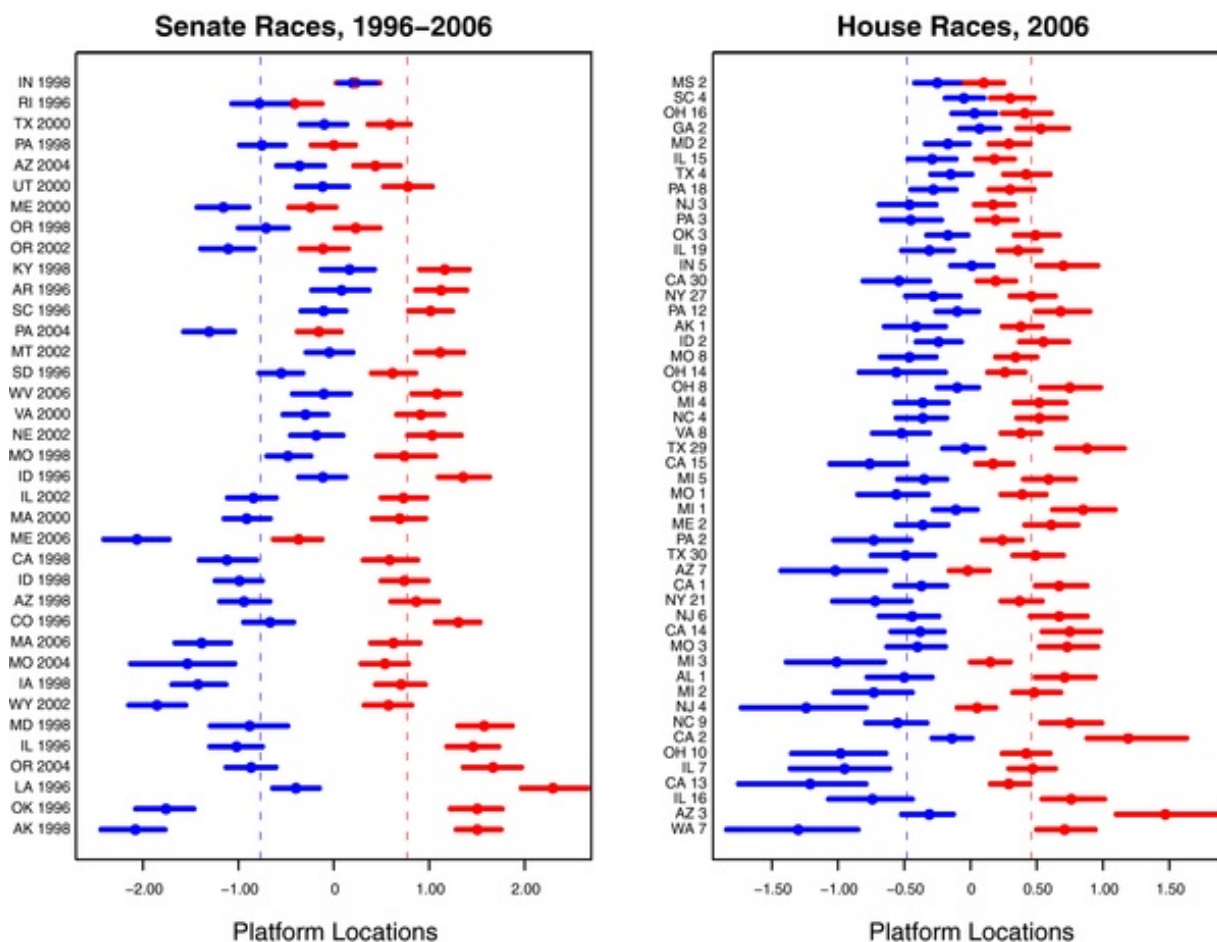 Senate Races, 1996–2006
IN 1998
RI 1996
TX 2000
PA 1998
AZ 2004
UT 2000
ME 2000
OR 1998
OR 2002
KY 1998
AR 1996
SC 1996
PA 2004
MT 2002
SD 1996
WV 2006
VA 2000
NE 2002
MO 1998
ID 1996
IL 2002
MA 2000
ME 2006
CA 1998
ID 1998
AZ 1998
CO 1996
MA 2006
MO 2004
IA 1998
WY 2002
MD 1998
IL 1996
OR 2004
LA 1996
OK 1996
AK 1998
−2.00 −1.00 0 1.00 2.00
Platform Locations
House Races, 2006
MS 2
SC 4
OH 16
GA 2
MD 2
IL 15
TX 4
PA 18
NJ 3
PA 3
OK 3
IL 19
IN 5
CA 30
NY 27
PA 12
AK 1
ID 2
MO 8
OH 14
OH 8
MI 4
NC 4
VA 8
TX 29
CA 15
MI 5
MO 1
MI 1
ME 2
PA 2
TX 30
AZ 7
CA 1
NY 21
NJ 6
CA 14
MO 3
MI 3
AL 1
MI 2
NJ 4
NC 9
CA 2
OH 10
IL 7
CA 13
IL 16
AZ 3
WA 7
−1.50 −0.50 0 0.50 1.00 1.50
Platform Locations